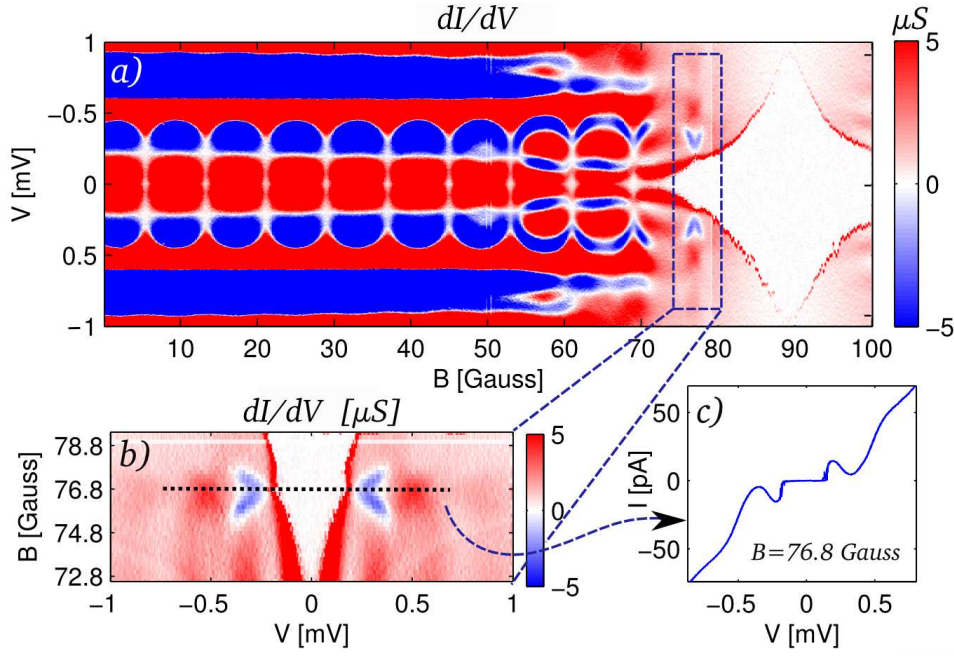 dI/dV
μS
a)
V [mV]
-1
-0.5
0
0.5
1
10 20 30 40 50 60 70 80 90 100
B [Gauss]
5
0
-5
dI/dV [μS]
b)
B [Gauss]
78.8
76.8
74.8
72.8
-1 -0.5 0 0.5 1
V [mV]
5
0
-5
c)
I [pA]
50
0
-50
B=76.8 Gauss
-0.5 0 0.5
V [mV]